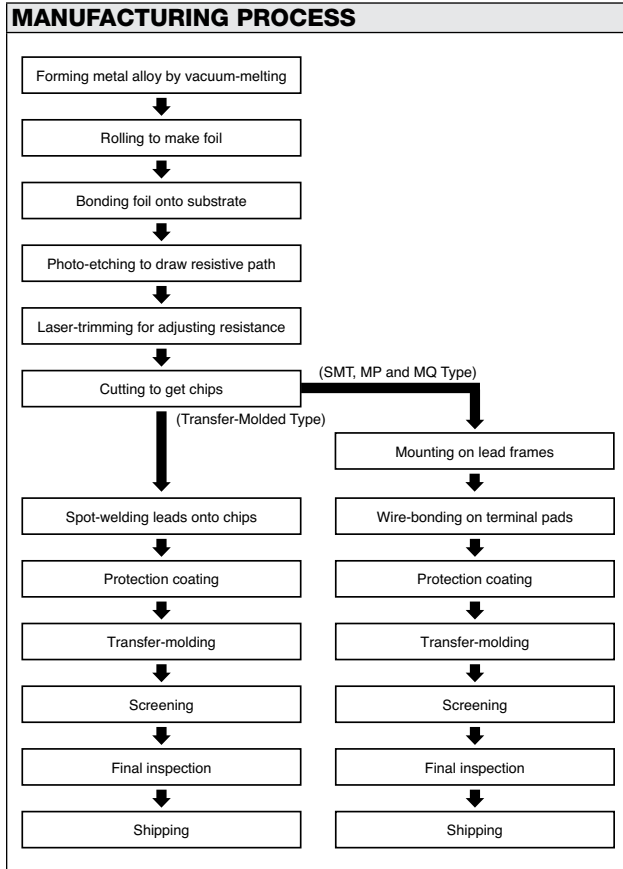 MANUFACTURING PROCESS
Forming metal alloy by vacuum-melting
Rolling to make foil
Bonding foil onto substrate
Photo-etching to draw resistive path
Laser-trimming for adjusting resistance
Cutting to get chips
(SMT, MP and MQ Type)
(Transfer-Molded Type)
Mounting on lead frames
Spot-welding leads onto chips
Wire-bonding on terminal pads
Protection coating
Protection coating
Transfer-molding
Transfer-molding
Screening
Screening
Final inspection
Final inspection
Shipping
Shipping